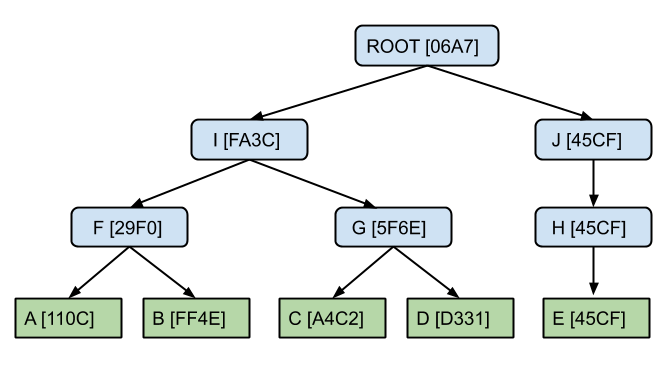 ROOT [06A7]
I [FA3C]
J [45CF]
F [29F0]
G [5F6E]
H [45CF]
A [110C]
B [FF4E]
C [A4C2]
D [D331]
E [45CF]